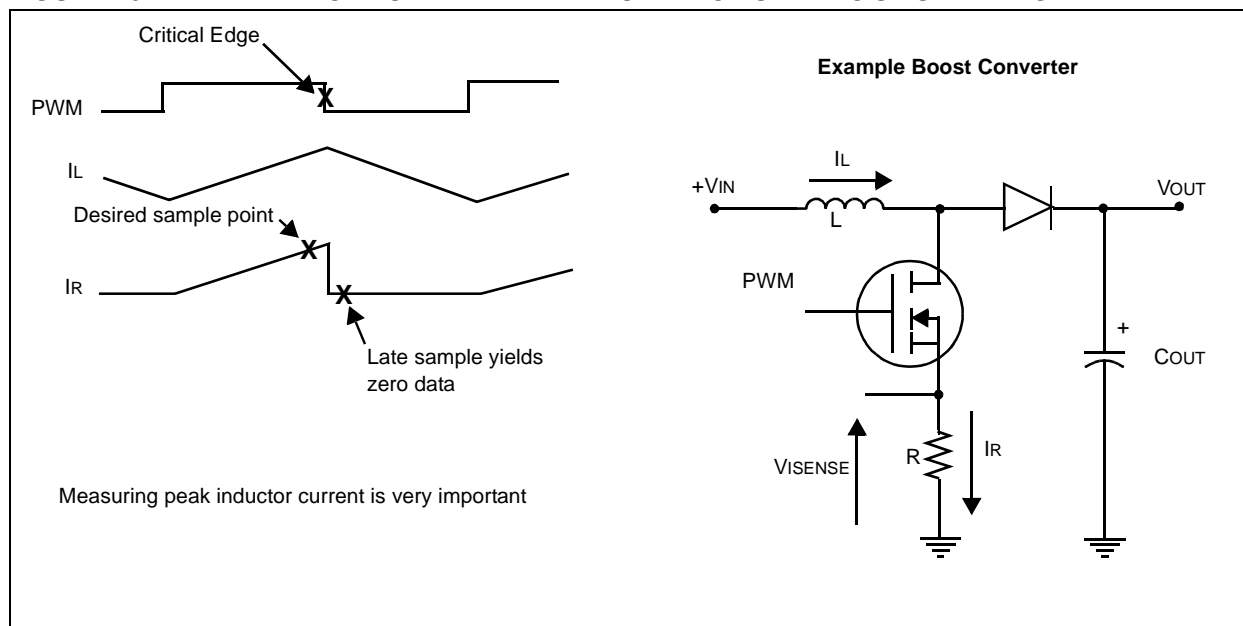 Critical Edge
PWM
IL
Desired sample point
IR
Late sample yields
zero data
Measuring peak inductor current is very important
Example Boost Converter
IL
+VIN
L
VOUT
PWM
+
COUT
VISENSE
R
IR